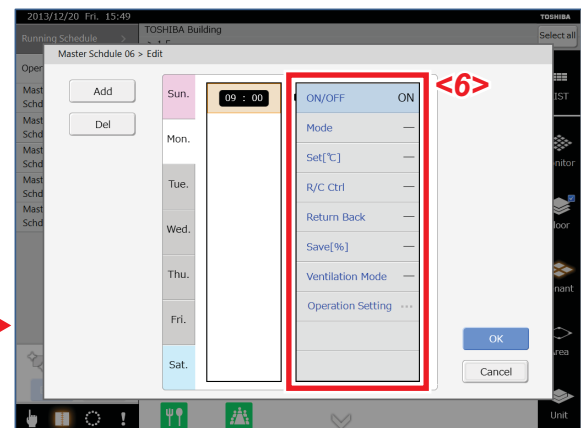 2013/12/20 Fri. 15:49
TOSHIBA
Running Schedule >
TOSHIBA Building
Select all
Master Schdule 06 > Edit
<6>
Oper
Add
Del
Sun.
Mon.
Tue.
Wed.
Thu.
Fri.
Sat.
09 : 00
ON/OFF ON
Mode —
Set[℃] —
R/C Ctrl —
Return Back —
Save[%] —
Ventilation Mode —
Operation Setting ...
OK
Cancel
Mast
Schd
Mast
Schd
Mast
Schd
Mast
Schd
Mast
Schd
IST
nitor
loor
nant
rea
Unit